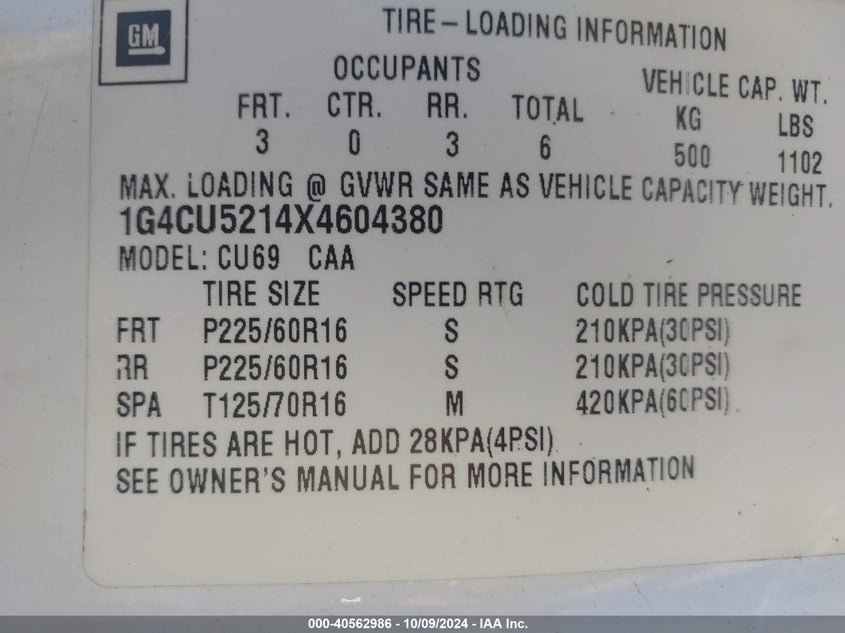 GM
TIRE-LOADING INFORMATION
OCCUPANTS VEHICLE CAP. WT.
FRT. CTR. RR. TOTAL KG LBS
3 0 3 6 500 1102
MAX. LOADING @ GVWR SAME AS VEHICLE CAPACITY WEIGHT.
1G4CU5214X4604380
MODEL: CU69 CAA
TIRE SIZE SPEED RTG COLD TIRE PRESSURE
FRT P225/60R16 S 210KPA(30PSI)
RR P225/60R16 S 210KPA(30PSI)
SPA T125/70R16 M 420KPA(60PSI)
IF TIRES ARE HOT, ADD 28KPA(4PSI)
SEE OWNER'S MANUAL FOR MORE INFORMATION
000-40562986 - 10/09/2024 - IAA Inc.